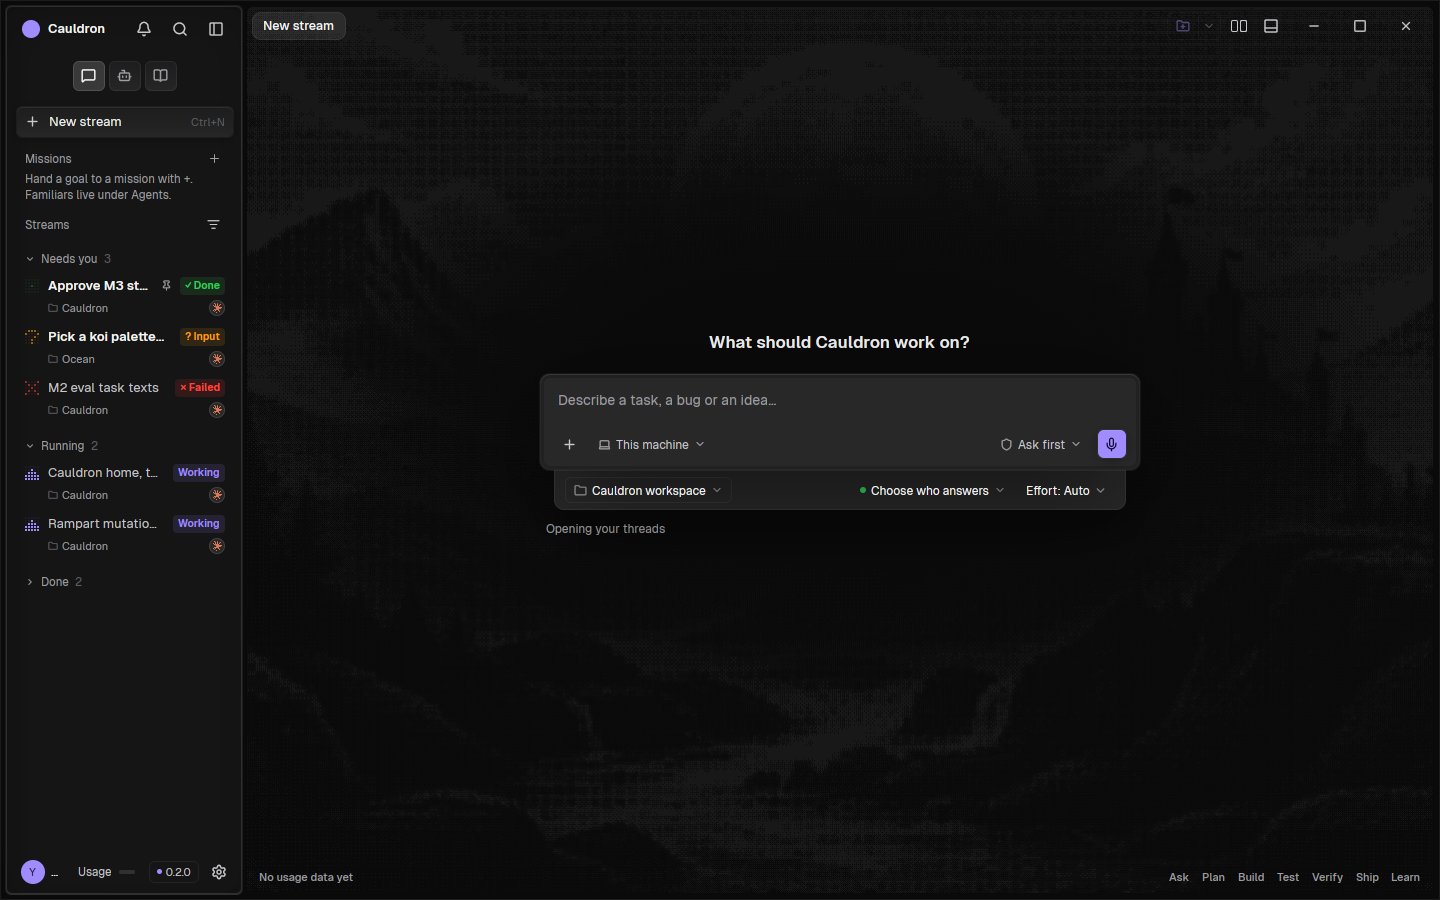 Cauldron
New stream
New stream Ctrl+N
Missions
Hand a goal to a mission with +.
Familiars live under Agents.
Streams
Needs you 3
Approve M3 st... Done
Cauldron
Pick a koi palette... ? Input
Ocean
M2 eval task texts × Failed
Cauldron
Running 2
Cauldron home, t... Working
Cauldron
Rampart mutatio... Working
Cauldron
Done 2
Y ... Usage 0.2.0
What should Cauldron work on?
Describe a task, a bug or an idea...
This machine Ask first
Cauldron workspace Choose who answers Effort: Auto
Opening your threads
No usage data yet
Ask Plan Build Test Verify Ship Learn